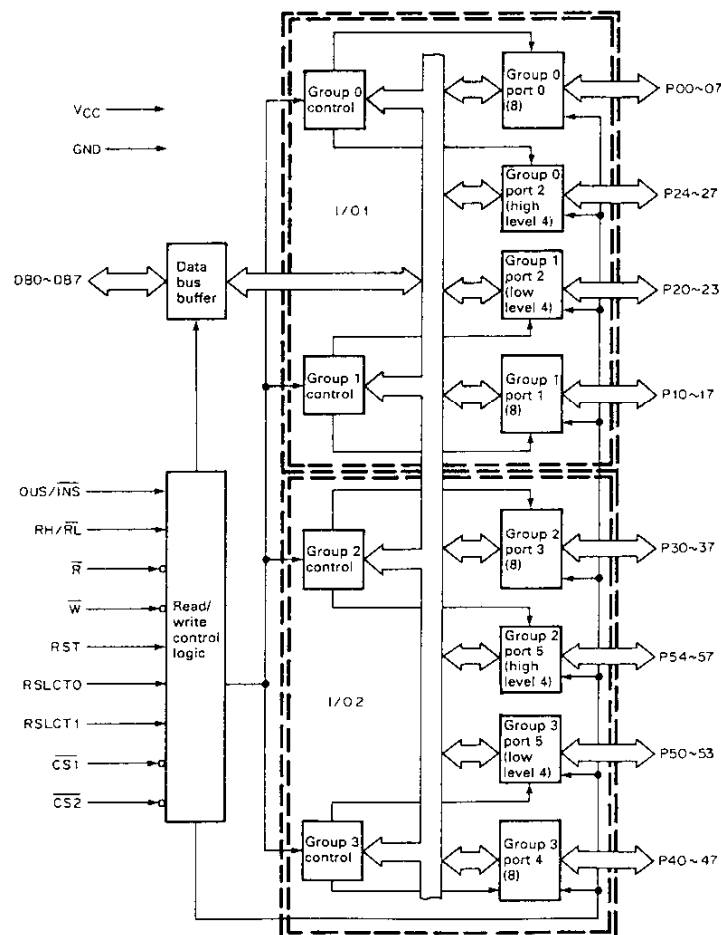 Group 0
control
Group 0
port 0
(8)
P00~07
VCC
GND
Group 0
port 2
(high
level 4)
P24~27
I/O1
DB0~DB7
Data
bus
buffer
Group 1
port 2
(low
level 4)
P20~23
Group 1
control
Group 1
port 1
(8)
P10~17
OUS/I̅N̅S̅
RH/R̅L̅
R̅
W̅
RST
RSLCT0
RSLCT1
C̅S̅1̅
C̅S̅2̅
Read/
write
control
logic
Group 2
control
Group 2
port 3
(8)
P30~37
Group 2
port 5
(high
level 4)
P54~57
I/O2
Group 3
port 5
(low
level 4)
P50~53
Group 3
control
Group 3
port 4
(8)
P40~47